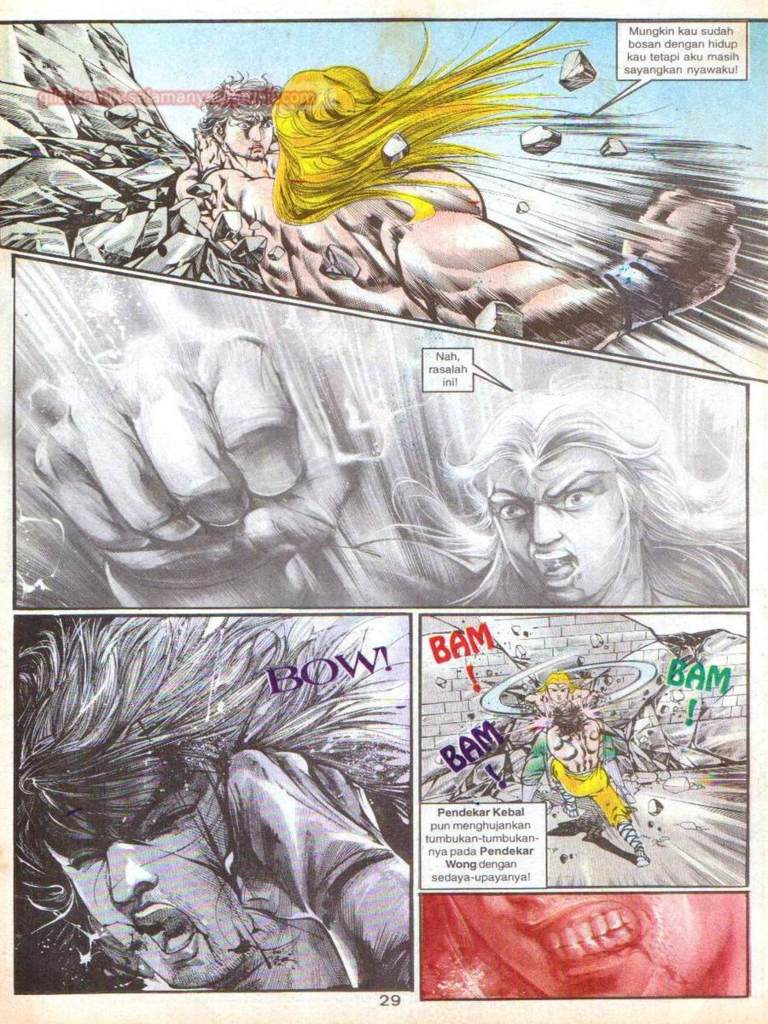 Mungkin kau sudah
bosan dengan hidup
kau tetapi aku masih
sayangkan nyawaku!
Nah,
rasalah
ini!
BOW!
BAM
!
BAM
!
BAM
!
Pendekar Kebal
pun menghujankan
tumbukan-tumbukan-
nya pada Pendekar
Wong dengan
sedaya-upayanya!
29